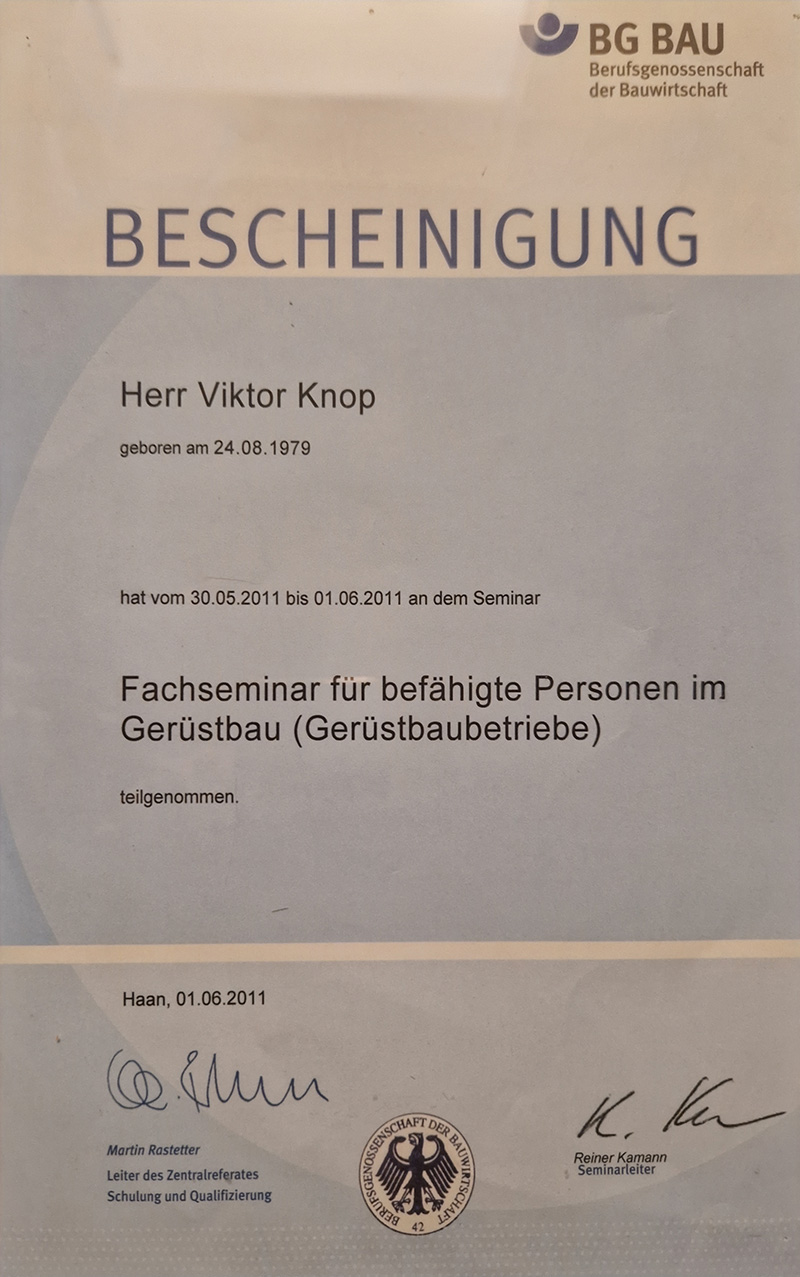 BG BAU
Berufsgenossenschaft
der Bauwirtschaft
BESCHEINIGUNG
Herr Viktor Knop
geboren am 24.08.1979
hat vom 30.05.2011 bis 01.06.2011 an dem Seminar
Fachseminar für befähigte Personen im
Gerüstbau (Gerüstbaubetriebe)
teilgenommen.
Haan, 01.06.2011
Martin Rastetter
Leiter des Zentralreferates
Schulung und Qualifizierung
BERUFSGENOSSENSCHAFT DER BAUWIRTSCHAFT
42
Reiner Kamann
Seminarleiter